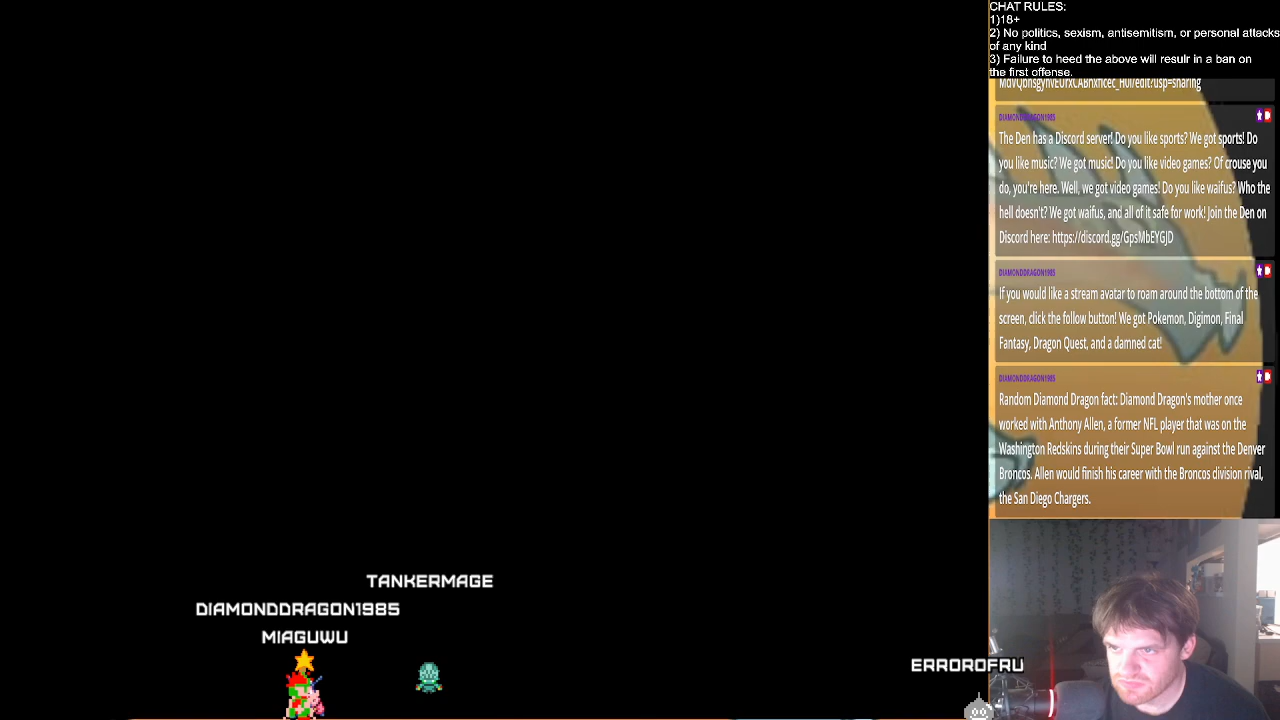 CHAT RULES:
1)18+
2) No politics, sexism, antisemitism, or personal attacks
of any kind
3) Failure to heed the above will resulr in a ban on
the first offense.
DIAMONDDRAGON1985
The Den has a Discord server! Do you like sports? We got sports! Do
you like music? We got music! Do you like video games? Of crouse you
do, you're here. Well, we got video games! Do you like waifus? Who the
hell doesn't? We got waifus, and all of it safe for work! Join the Den on
Discord here: https://discord.gg/GpsMbEYGJD
DIAMONDDRAGON1985
If you would like a stream avatar to roam around the bottom of the
screen, click the follow button! We got Pokemon, Digimon, Final
Fantasy, Dragon Quest, and a damned cat!
DIAMONDDRAGON1985
Random Diamond Dragon fact: Diamond Dragon's mother once
worked with Anthony Allen, a former NFL player that was on the
Washington Redskins during their Super Bowl run against the Denver
Broncos. Allen would finish his career with the Broncos division rival,
the San Diego Chargers.
TANKERMAGE
DIAMONDDRAGON1985
MIAGUWU
ERROROFRU